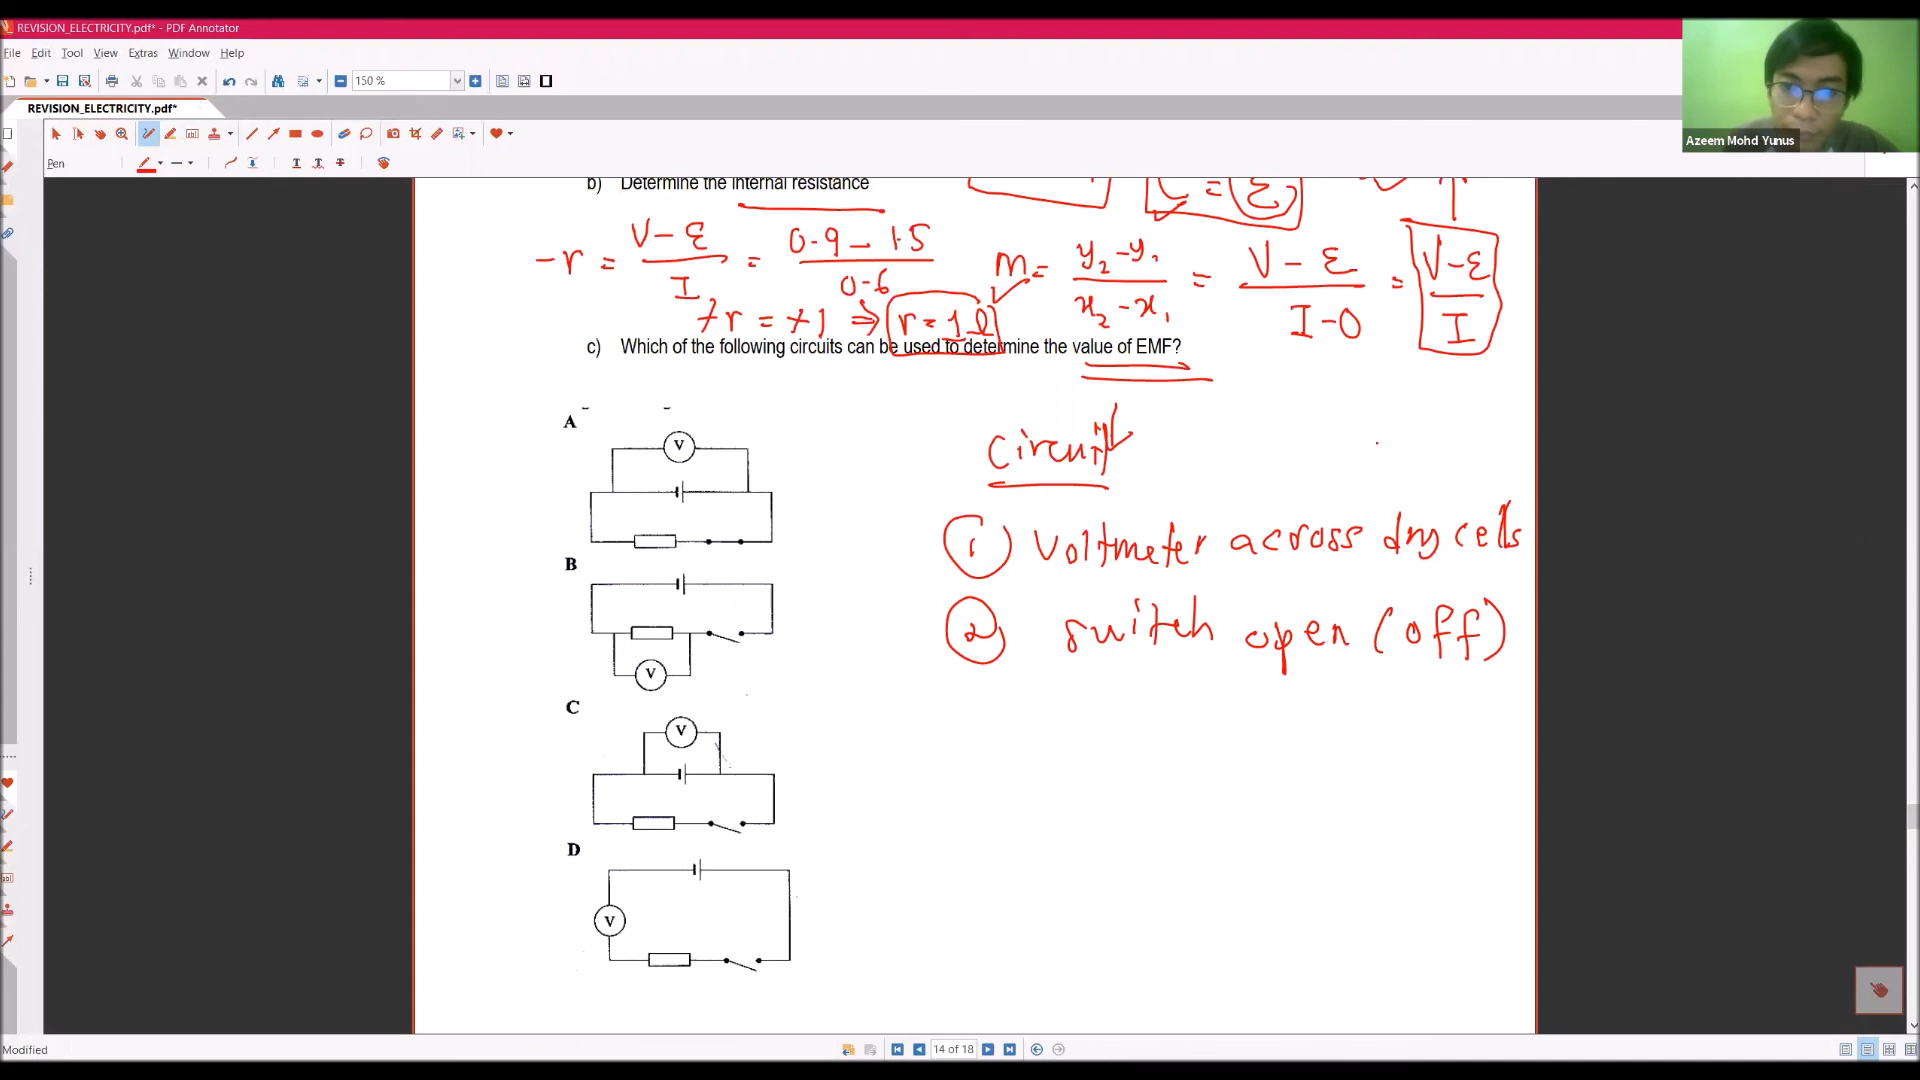 REVISION_ELECTRICITY.pdf* - PDF Annotator
File Edit Tool View Extras Window Help
150 %
REVISION_ELECTRICITY.pdf*
Azeem Mohd Yunus
Pen
b) Determine the internal resistance
= ε
-r = V-ε / I = 0.9 - 1.5 / 0.6
m = y₂-y₁ / x₂-x₁ = V-ε / I-0 = V-ε / I
+r = +1 ⇒ r = 1Ω
c) Which of the following circuits can be used to determine the value of EMF?
A
V
Circuit
① Voltmeter across dry cells
B
V
② switch open (off)
C
V
D
V
Modified
14 of 18